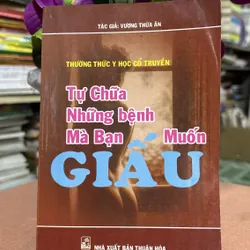 TÁC GIẢ: VƯƠNG THỪA ÂN
THƯỜNG THỨC Y HỌC CỔ TRUYỀN
Tự Chữa
Những bệnh
Mà Bạn Muốn
GIẤU
NHÀ XUẤT BẢN THUẬN HÓA